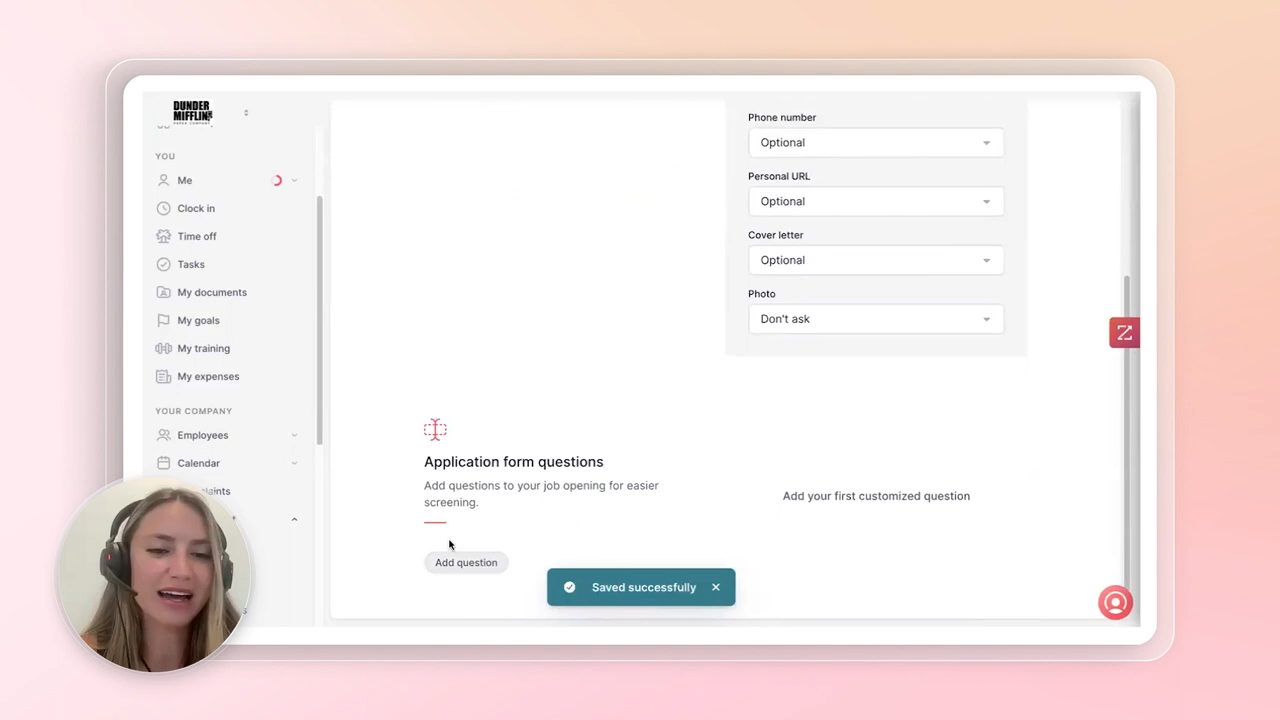 DUNDER
MIFFLIN
PAPER COMPANY
YOU
Me
Clock in
Time off
Tasks
My documents
My goals
My training
My expenses
YOUR COMPANY
Employees
Calendar
Phone number
Optional
Personal URL
Optional
Cover letter
Optional
Photo
Don't ask
Application form questions
Add questions to your job opening for easier
screening.
Add question
Add your first customized question
Saved successfully